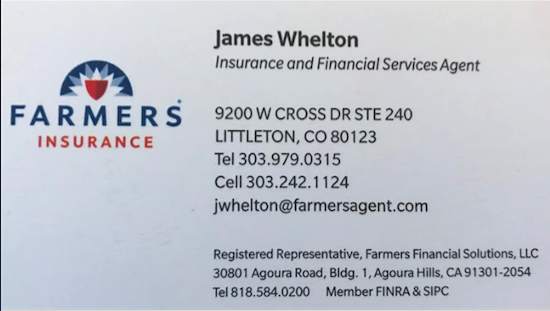 James Whelton
Insurance and Financial Services Agent
FARMERS
INSURANCE
9200 W CROSS DR STE 240
LITTLETON, CO 80123
Tel 303.979.0315
Cell 303.242.1124
jwhelton@farmersagent.com
Registered Representative, Farmers Financial Solutions, LLC
30801 Agoura Road, Bldg. 1, Agoura Hills, CA 91301-2054
Tel 818.584.0200 Member FINRA & SIPC